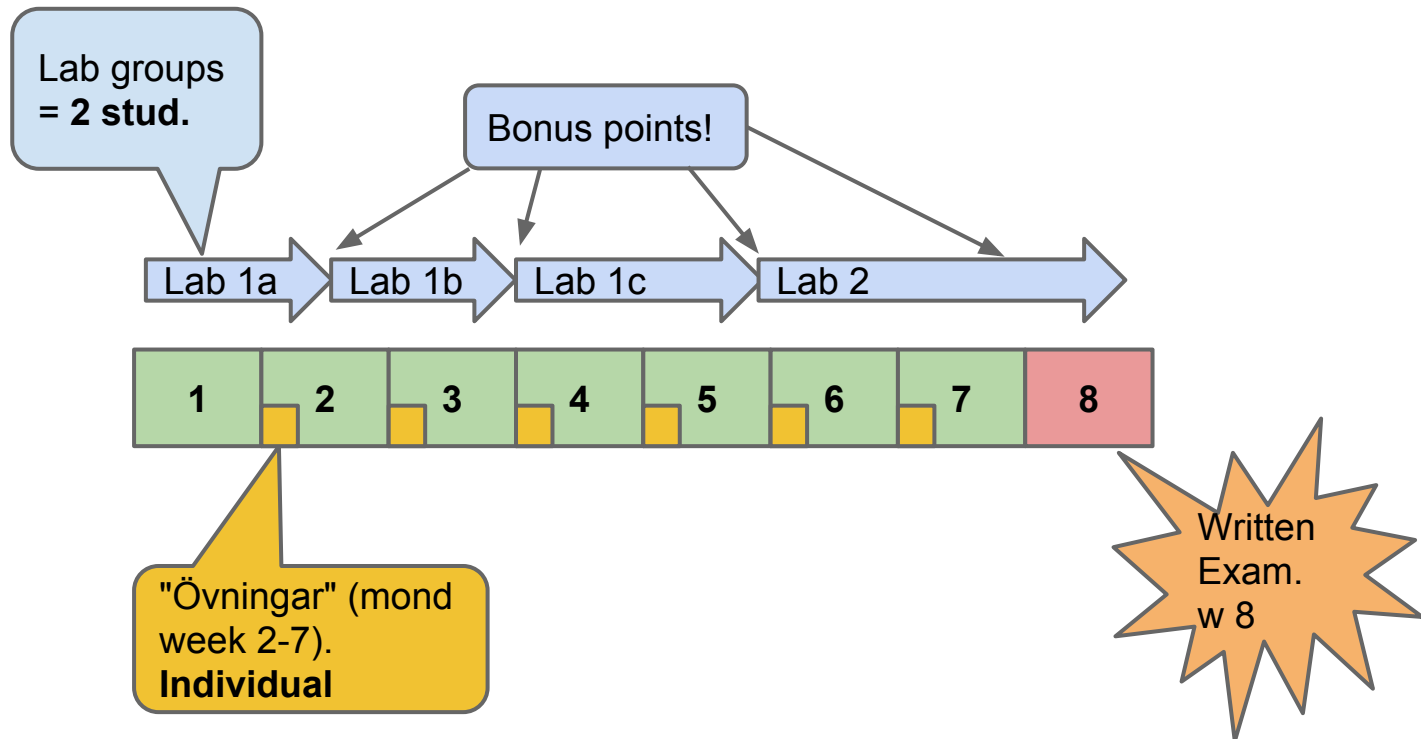 Lab groups
= 2 stud.
Bonus points!
Lab 1a
Lab 1b
Lab 1c
Lab 2
1
2
3
4
5
6
7
8
"Övningar" (mond
week 2-7).
Individual
Written
Exam.
w 8